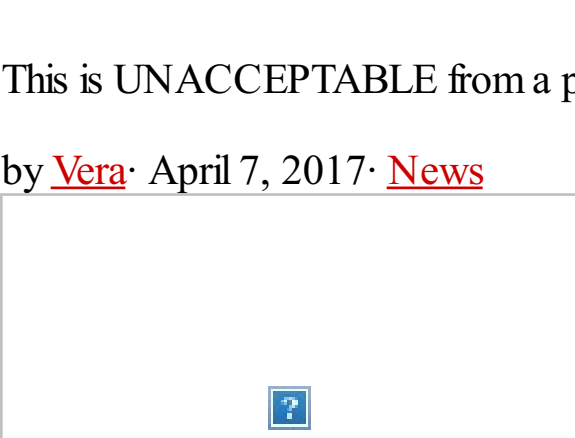 This is UNACCEPTABLE from a
by Vera· April 7, 2017· News